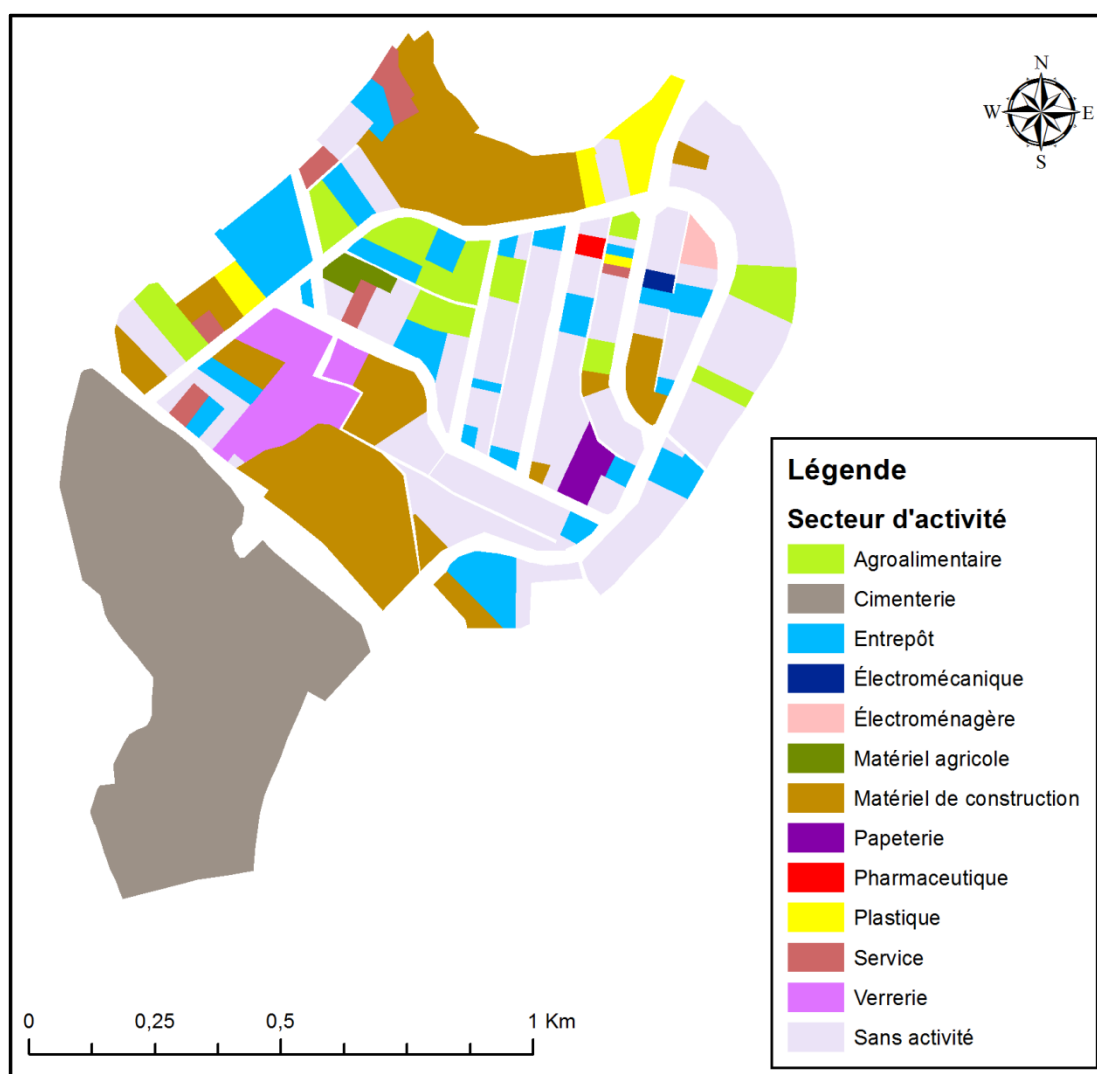 N
W E
S
Légende
Secteur d'activité
Agroalimentaire
Cimenterie
Entrepôt
Électromécanique
Électroménagère
Matériel agricole
Matériel de construction
Papeterie
Pharmaceutique
Plastique
Service
Verrerie
Sans activité
0 0,25 0,5 1 Km